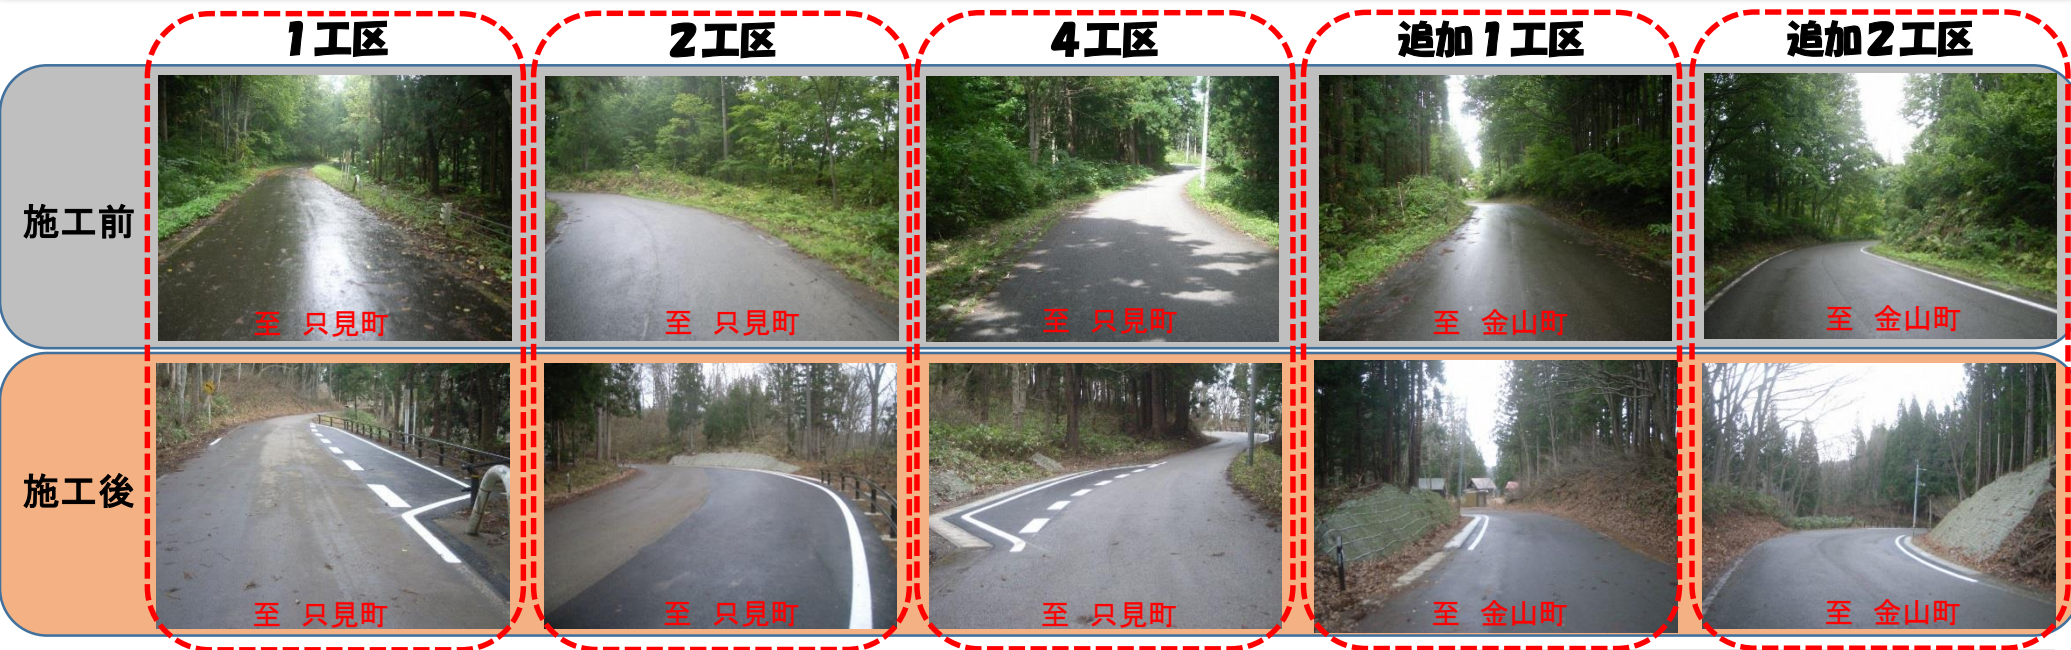 1工区
2工区
4工区
追加1工区
追加2工区
施工前
至 只見町
至 只見町
至 只見町
至 金山町
至 金山町
施工後
至 只見町
至 只見町
至 只見町
至 金山町
至 金山町